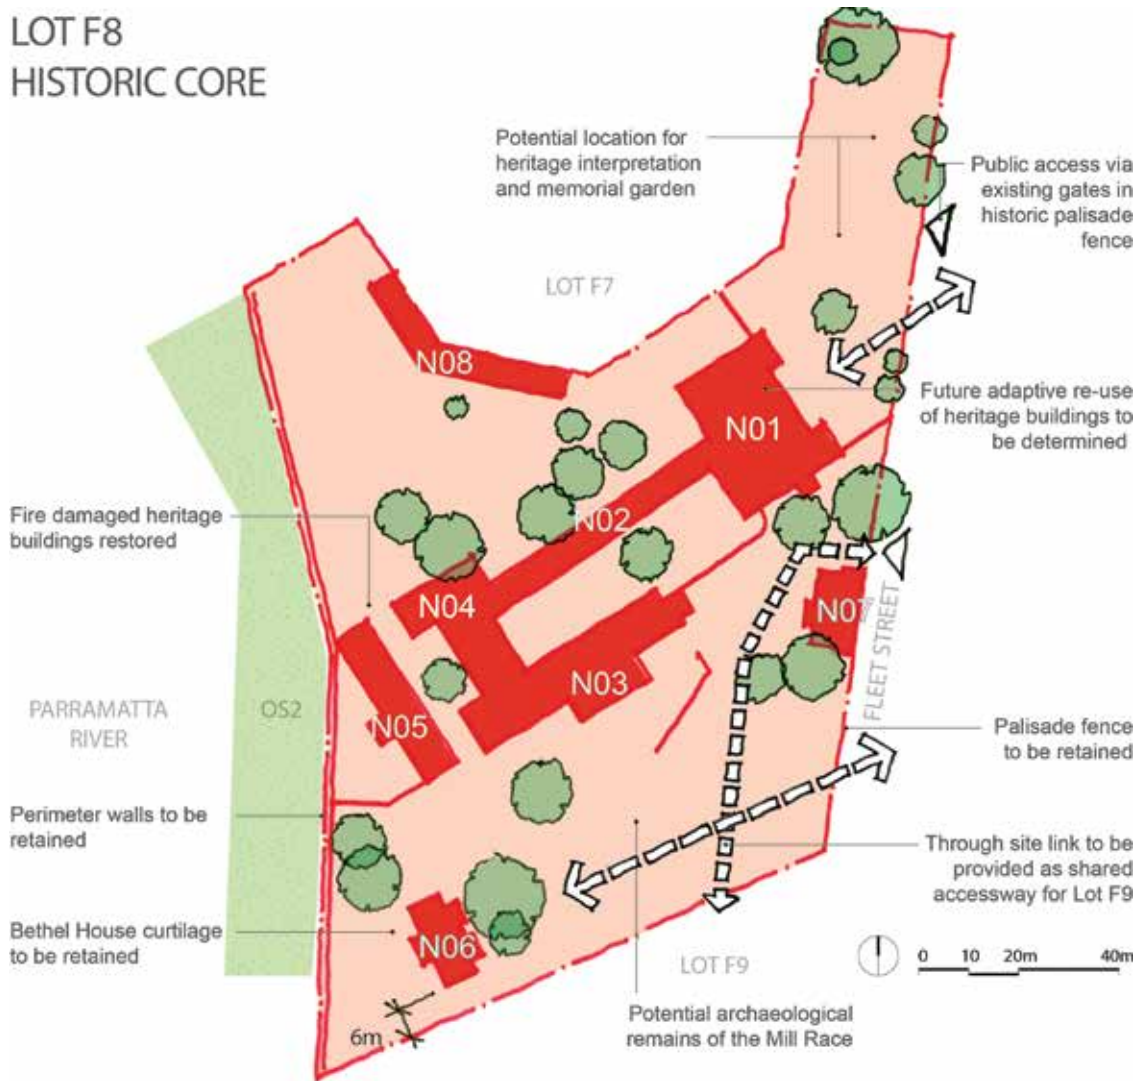 LOT F8
HISTORIC CORE
Potential location for
heritage interpretation
and memorial garden
Public access via
existing gates in
historic palisade
fence
LOT F7
N08
N01
Future adaptive re-use
of heritage buildings to
be determined
Fire damaged heritage
buildings restored
N02
N04
N07
N03
FLEET STREET
PARRAMATTA
RIVER
OS2
N05
Palisade fence
to be retained
Perimeter walls to be
retained
Through site link to be
provided as shared
accessway for Lot F9
Bethel House curtilage
to be retained
N06
LOT F9
0 10 20m 40m
Potential archaeological
remains of the Mill Race
6m